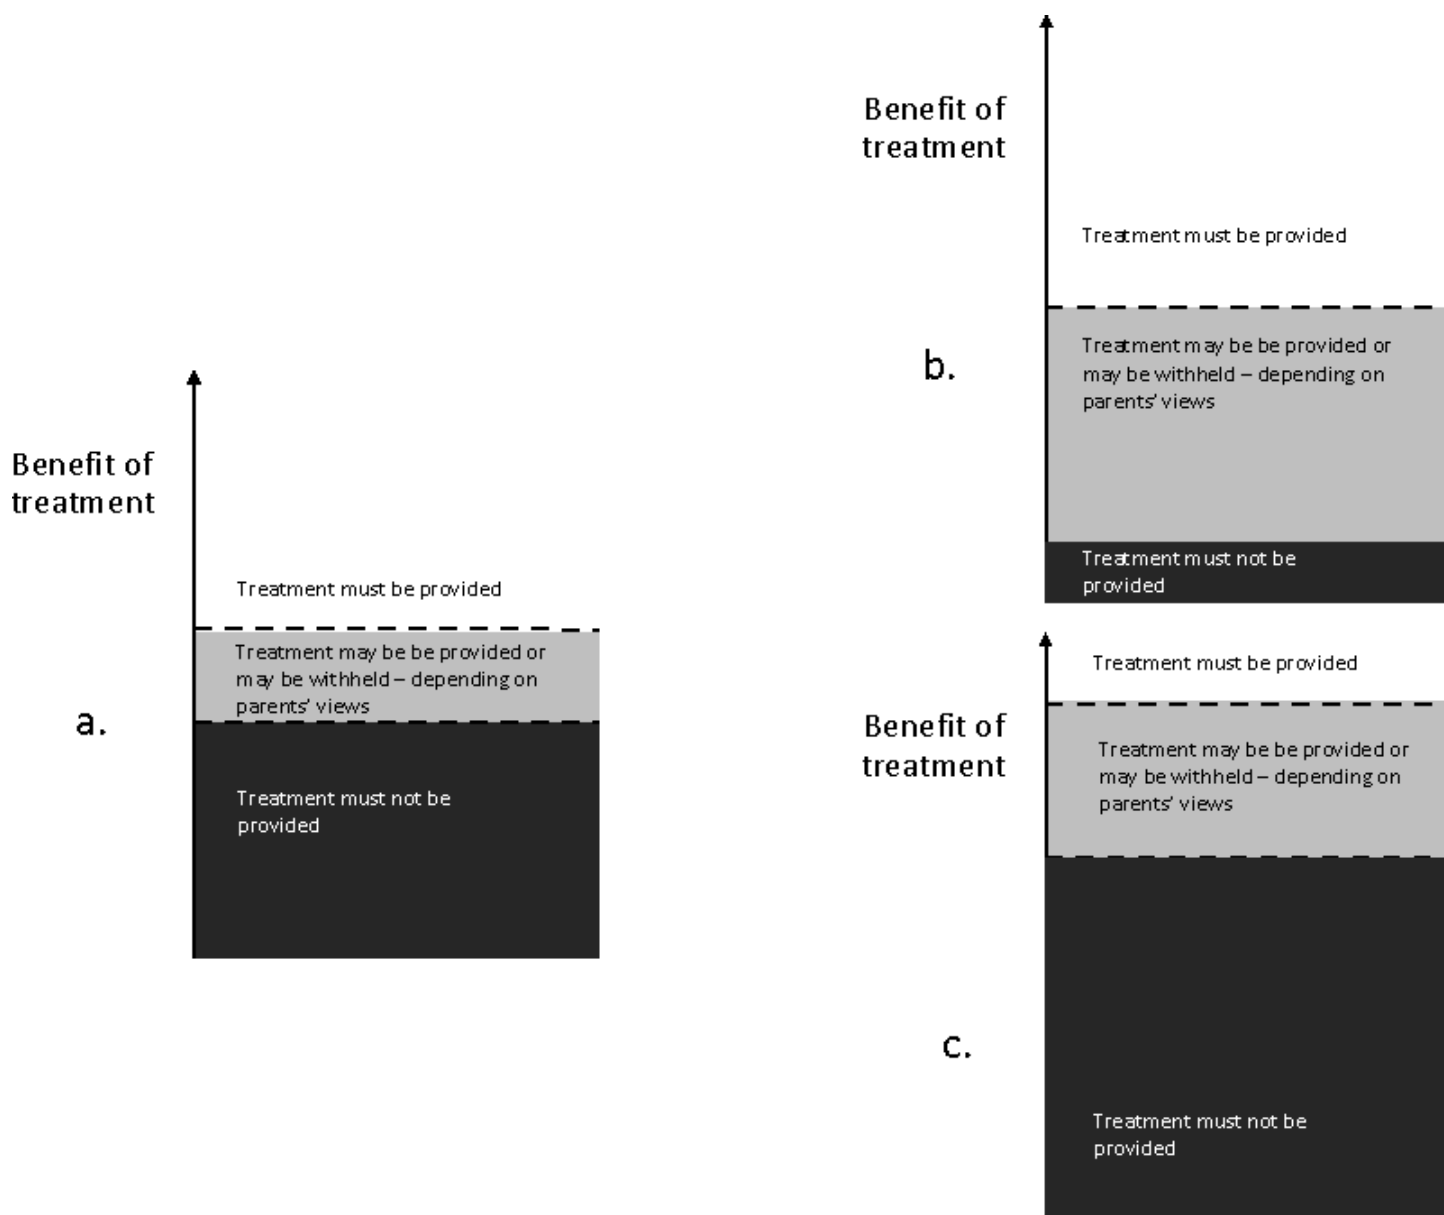 Benefit of
treatment
Treatment must be provided
Treatment may be be provided or
may be withheld – depending on
parents' views
a.
Treatment must not be
provided
Benefit of
treatment
Treatment must be provided
b.
Treatment may be be provided or
may be withheld – depending on
parents' views
Treatment must not be
provided
Treatment must be provided
Benefit of
treatment
Treatment may be be provided or
may be withheld – depending on
parents' views
c.
Treatment must not be
provided